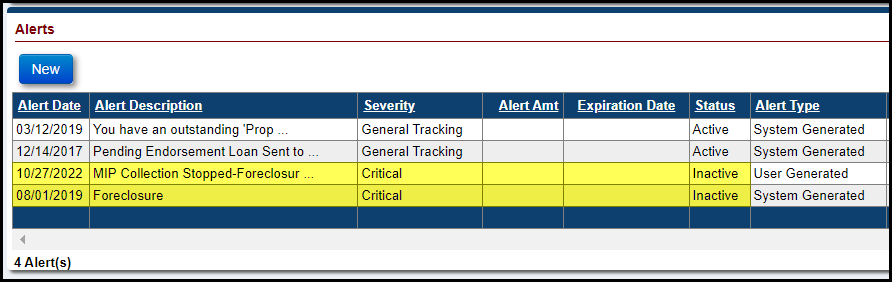 Alerts
New
Alert Date Alert Description Severity Alert Amt Expiration Date Status Alert Type
03/12/2019 You have an outstanding 'Prop ... General Tracking Active System Generated
12/14/2017 Pending Endorsement Loan Sent to ... General Tracking Active System Generated
10/27/2022 MIP Collection Stopped-Foreclosur ... Critical Inactive User Generated
08/01/2019 Foreclosure Critical Inactive System Generated
4 Alert(s)